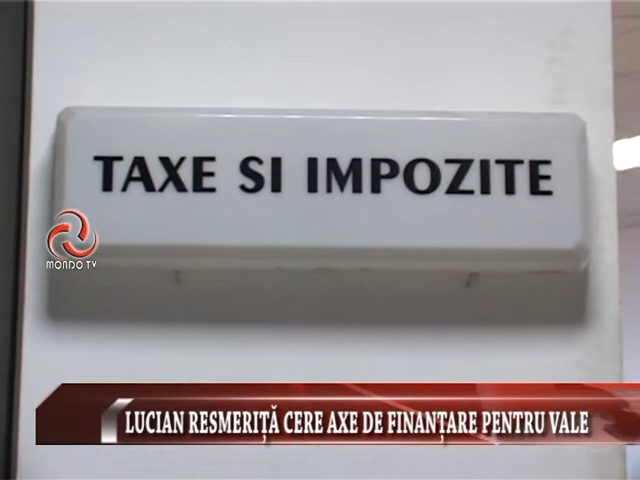 TAXE SI IMPOZITE
MONDO TV
LUCIAN RESMERIȚĂ CERE AXE DE FINANȚARE PENTRU VALE